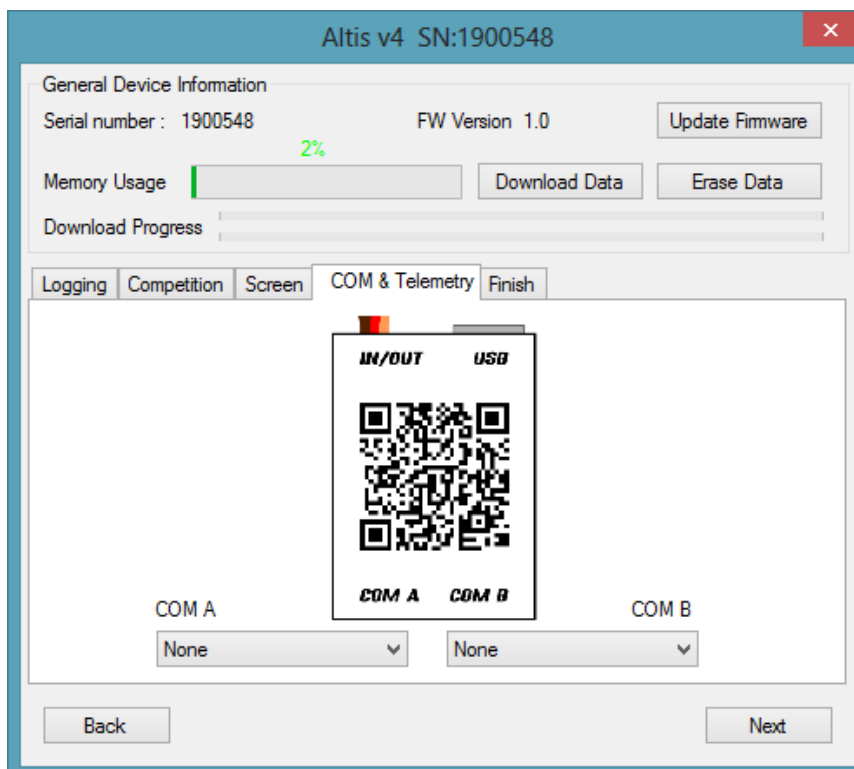 Altis v4 SN:1900548
General Device Information
Serial number : 1900548 FW Version 1.0 Update Firmware
2%
Memory Usage Download Data Erase Data
Download Progress
Logging Competition Screen COM & Telemetry Finish
IN/OUT USB
COM A COM B
COM A COM B
None None
Back Next